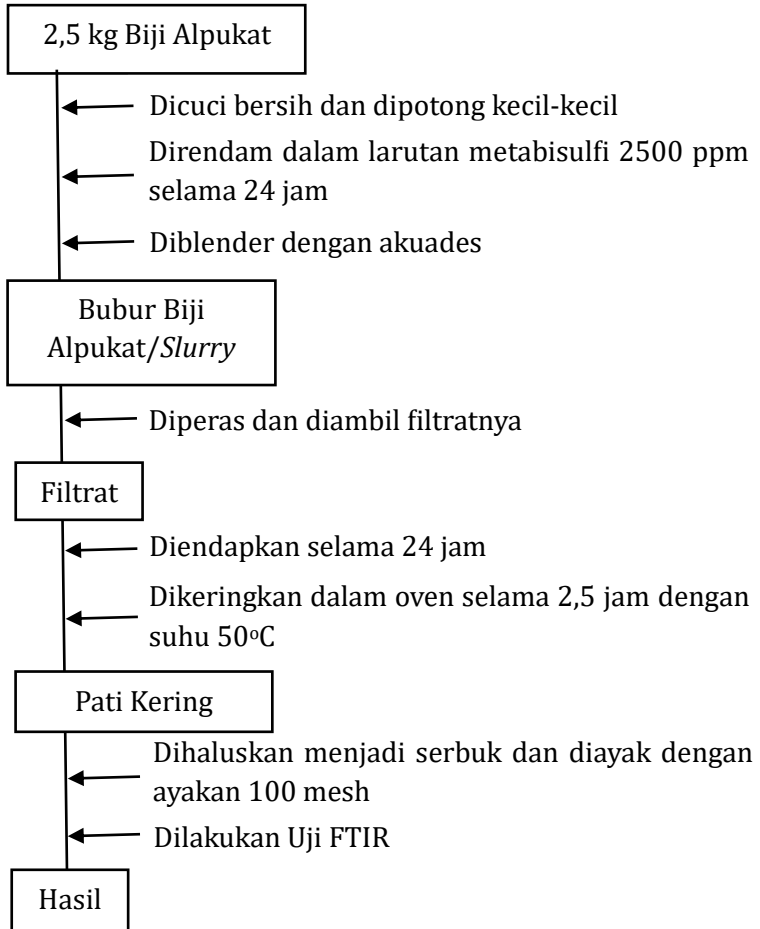 2,5 kg Biji Alpukat
Dicuci bersih dan dipotong kecil-kecil
Direndam dalam larutan metabisulfi 2500 ppm
selama 24 jam
Diblender dengan akuades
Bubur Biji
Alpukat/Slurry
Diperas dan diambil filtratnya
Filtrat
Diendapkan selama 24 jam
Dikeringkan dalam oven selama 2,5 jam dengan
suhu 50°C
Pati Kering
Dihaluskan menjadi serbuk dan diayak dengan
ayakan 100 mesh
Dilakukan Uji FTIR
Hasil